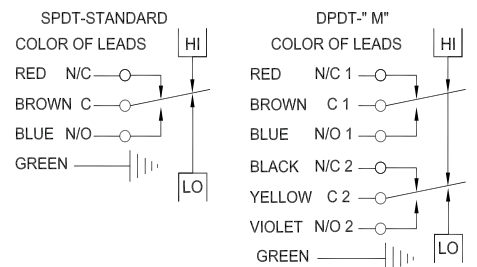 SPDT-STANDARD
COLOR OF LEADS
HI
RED N/C
BROWN C
BLUE N/O
GREEN
LO
DPDT-" M"
COLOR OF LEADS
HI
RED N/C 1
BROWN C 1
BLUE N/O 1
BLACK N/C 2
YELLOW C 2
VIOLET N/O 2
GREEN
LO